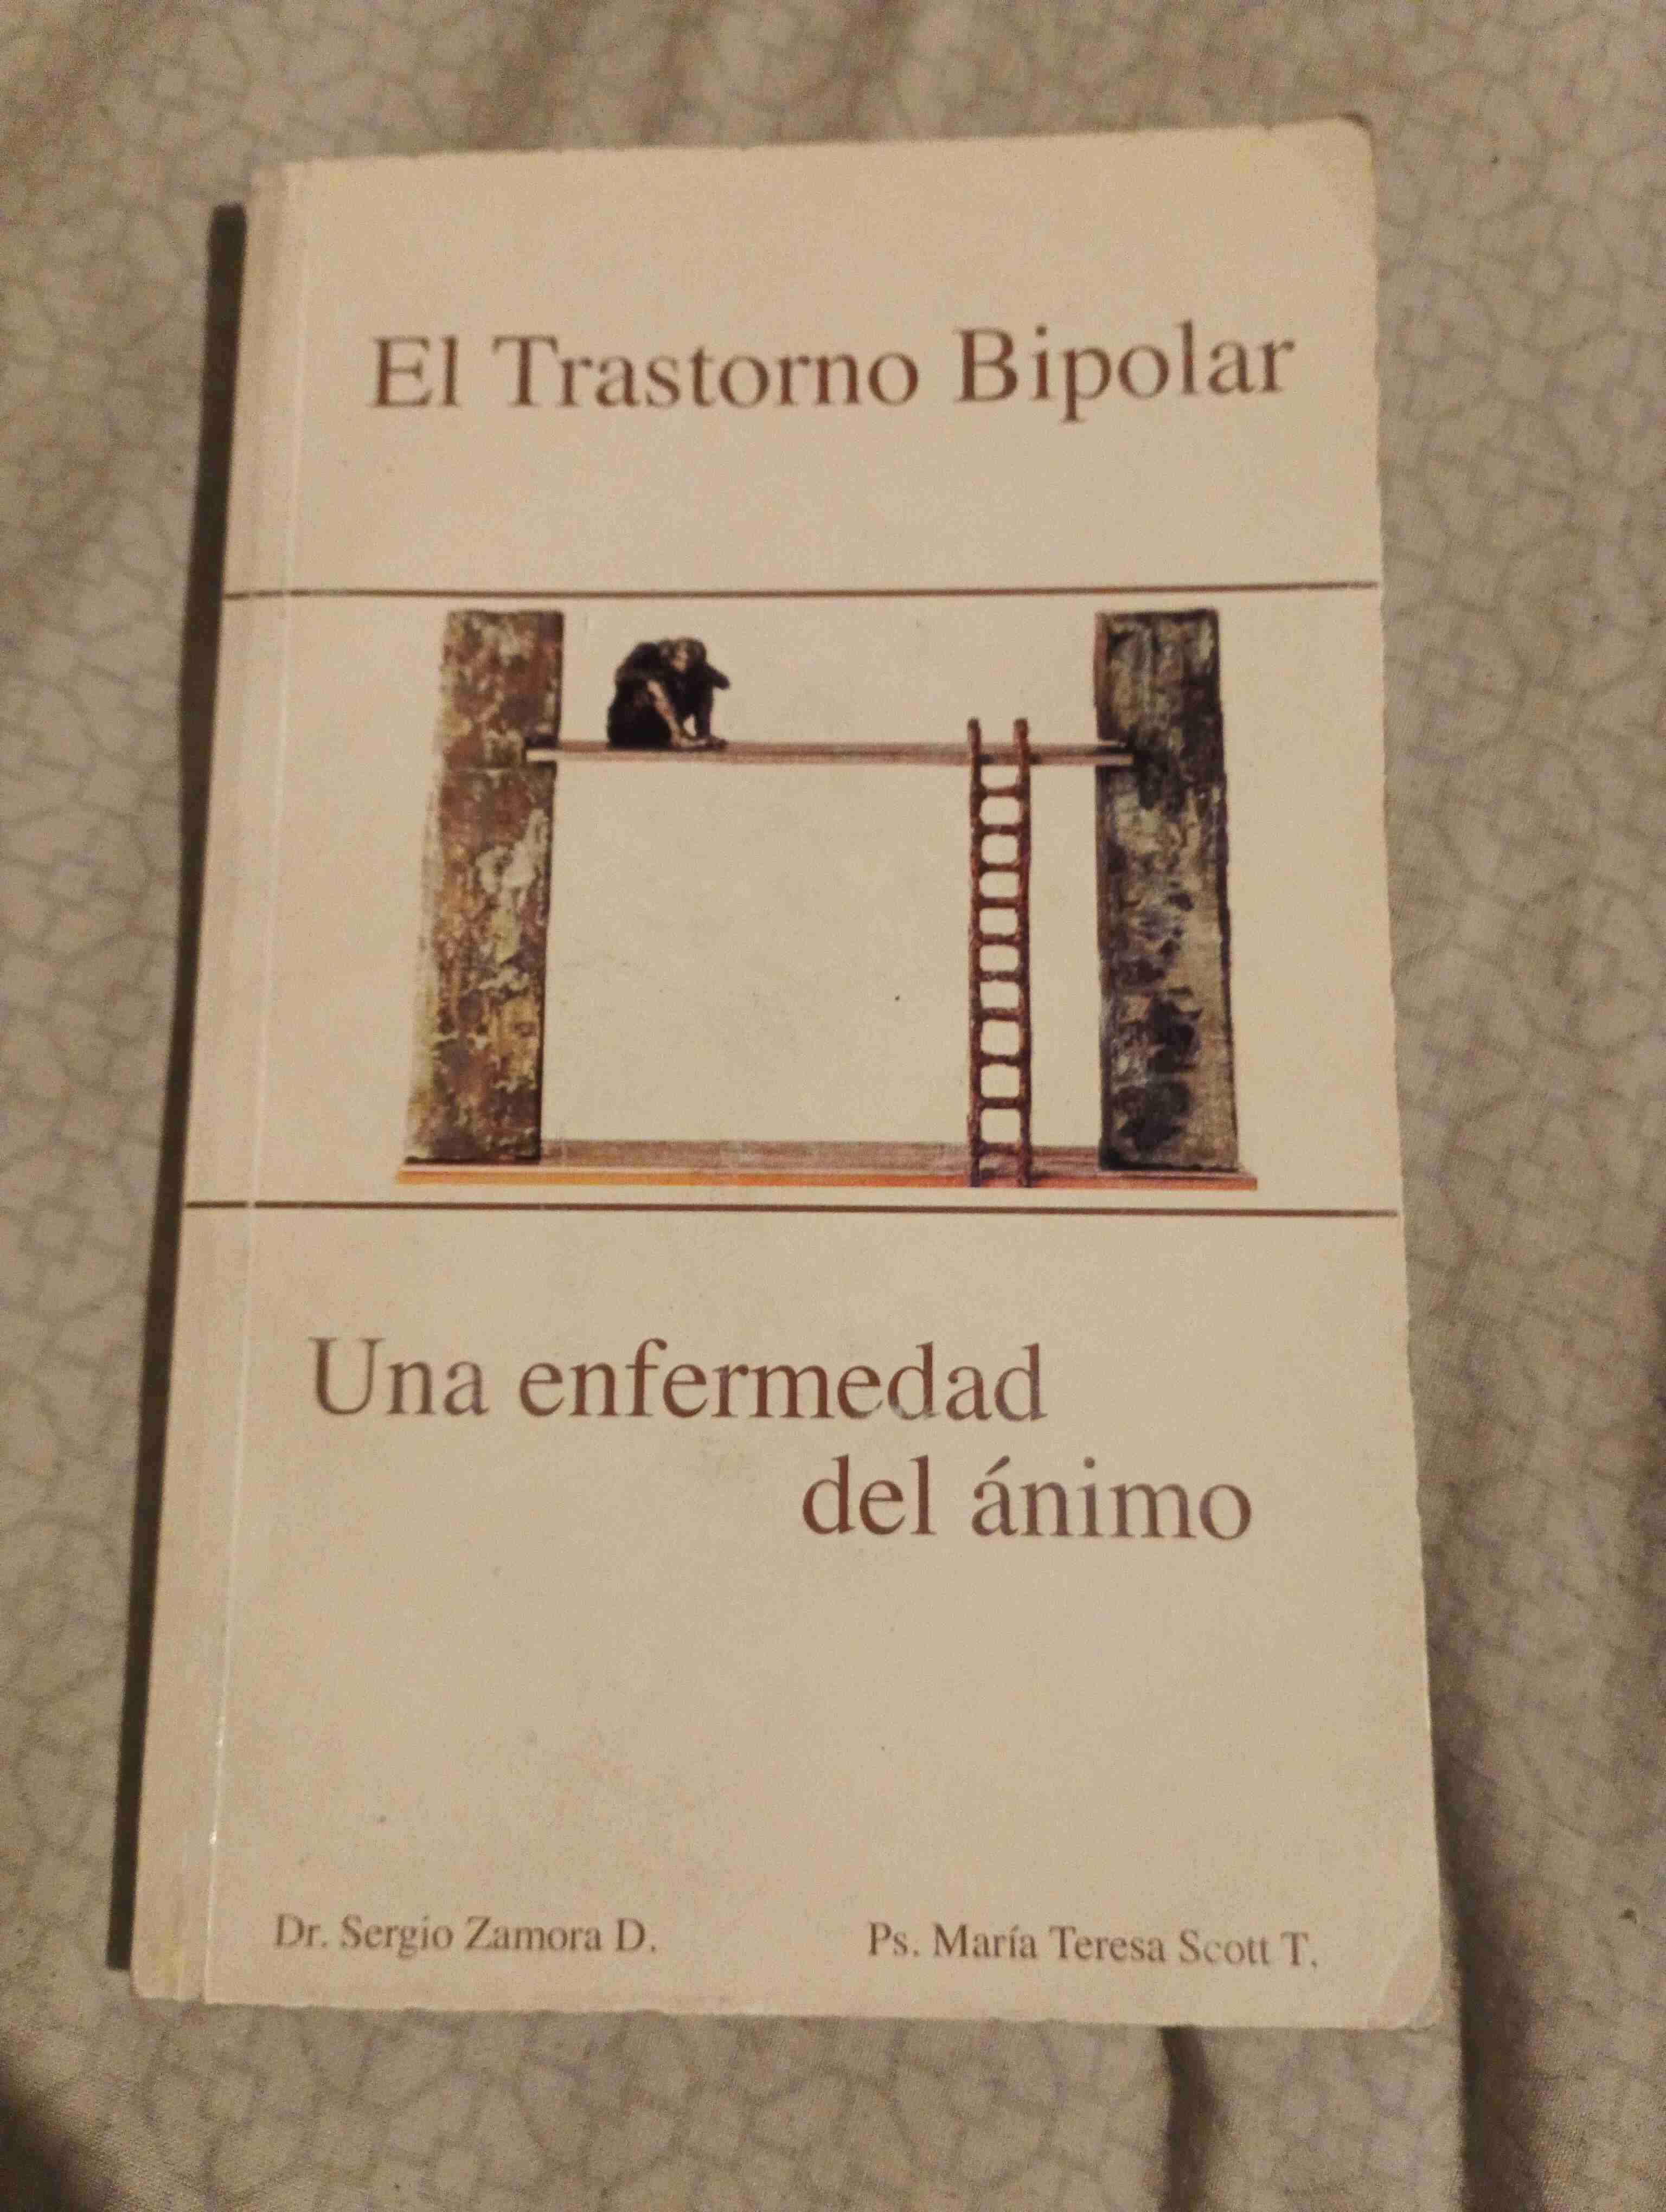 El Trastorno Bipolar
Una enfermedad
del ánimo
Dr. Sergio Zamora D.
Ps. María Teresa Scott T.